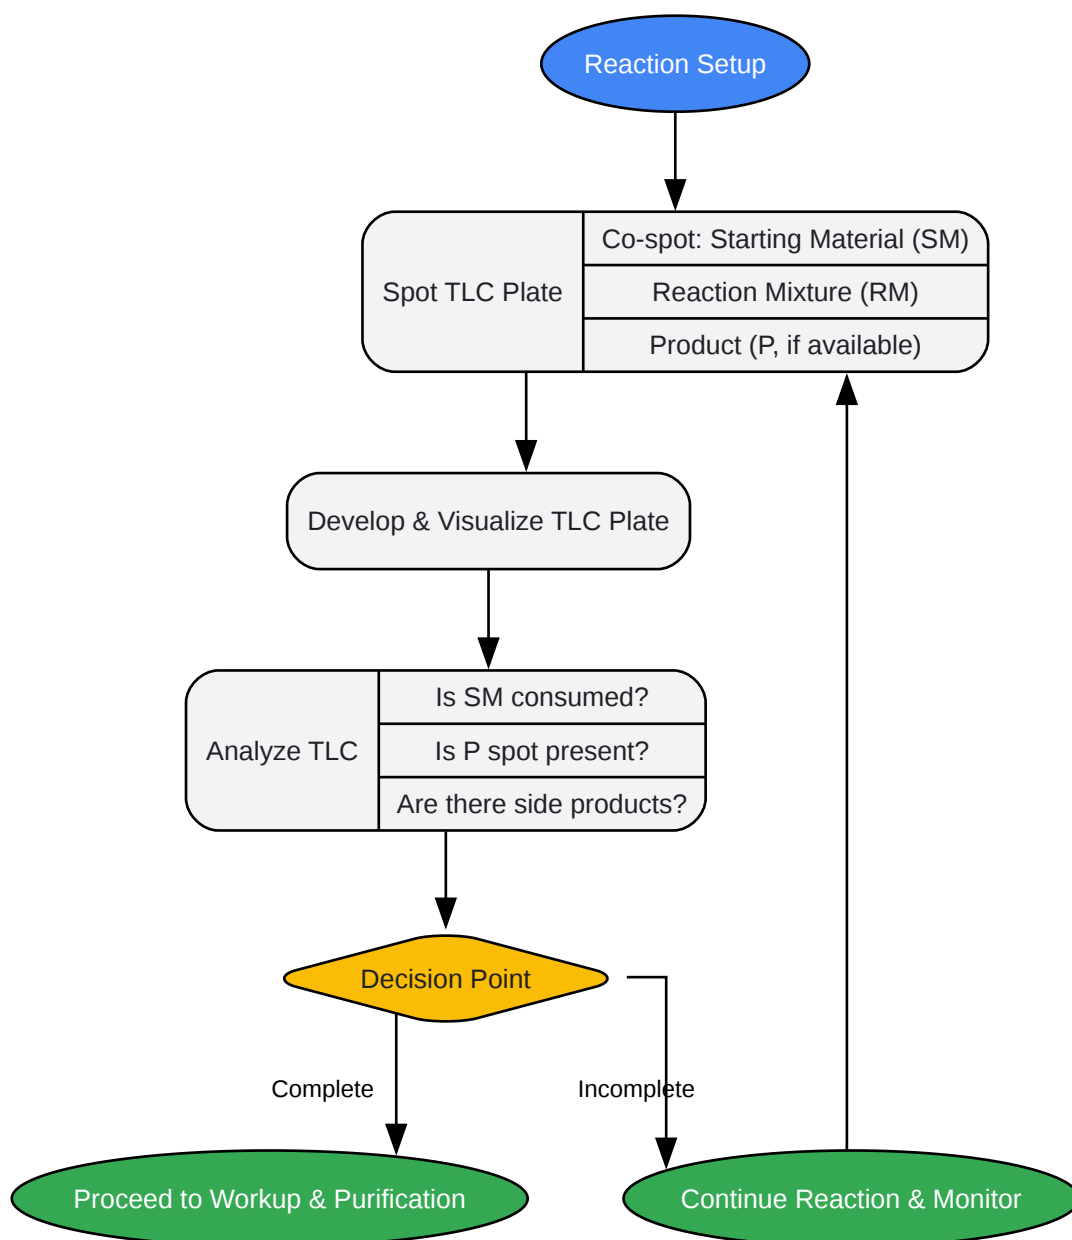 Reaction Setup
Spot TLC Plate
Co-spot: Starting Material (SM)
Reaction Mixture (RM)
Product (P, if available)
Develop & Visualize TLC Plate
Analyze TLC
Is SM consumed?
Is P spot present?
Are there side products?
Decision Point
Complete
Incomplete
Proceed to Workup & Purification
Continue Reaction & Monitor